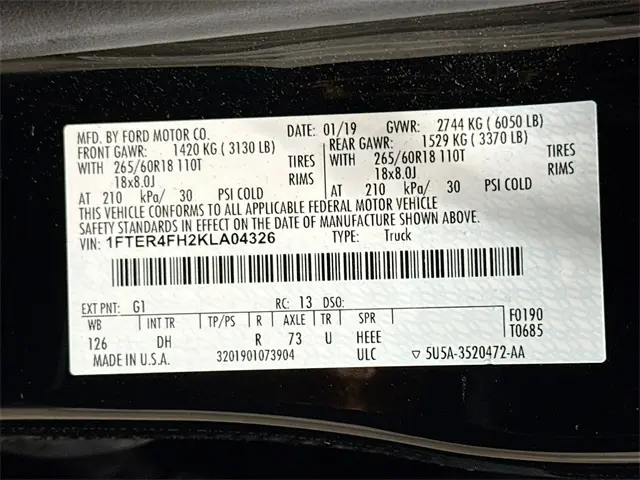 MFD. BY FORD MOTOR CO. DATE: 01/19 GVWR: 2744 KG ( 6050 LB)
FRONT GAWR: 1420 KG ( 3130 LB) REAR GAWR: 1529 KG ( 3370 LB)
WITH 265/60R18 110T TIRES WITH 265/60R18 110T TIRES
18x8.0J RIMS 18x8.0J RIMS
AT 210 kPa/ 30 PSI COLD AT 210 kPa/ 30 PSI COLD
THIS VEHICLE CONFORMS TO ALL APPLICABLE FEDERAL MOTOR VEHICLE
SAFETY STANDARDS IN EFFECT ON THE DATE OF MANUFACTURE SHOWN ABOVE.
VIN: 1FTER4FH2KLA04326 TYPE: Truck
EXT PNT: G1 RC: 13 DSO:
WB INT TR TP/PS R AXLE TR SPR F0190
126 DH R 73 U HEEE T0685
MADE IN U.S.A. 3201901073904 ULC ▽ 5U5A-3520472-AA